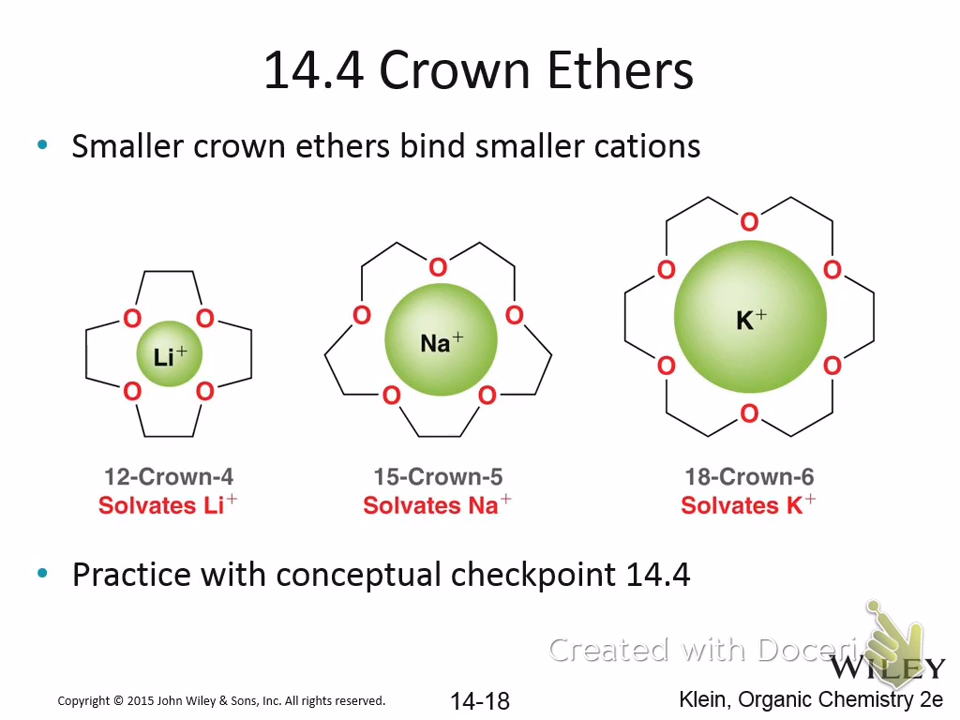 14.4 Crown Ethers
• Smaller crown ethers bind smaller cations
O
O O O
O O
O O
Li⁺
Na⁺
K⁺
O O
O O
O O
O
12-Crown-4
Solvates Li⁺
15-Crown-5
Solvates Na⁺
18-Crown-6
Solvates K⁺
• Practice with conceptual checkpoint 14.4
Created with Doceri
WILEY
Copyright © 2015 John Wiley & Sons, Inc. All rights reserved.
14-18
Klein, Organic Chemistry 2e